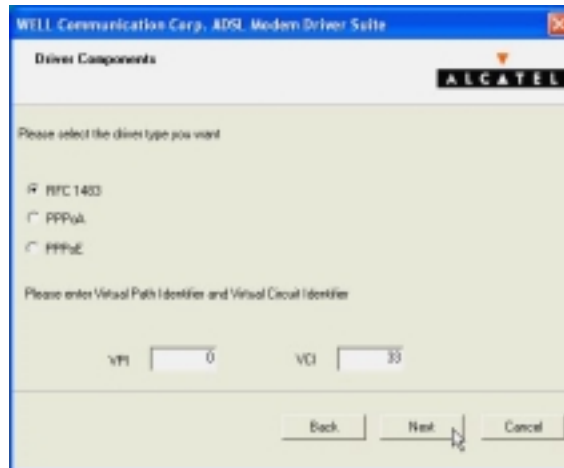 WELL Communication Corp. ADSL Modem Driver Suite
Driver Components
ALCATEL
Please select the driver type you want
RFC 1483
PPPoA
PPPoE
Please enter Virtual Path Identifier and Virtual Circuit Identifier
VPI 0 VCI 33
Back Next Cancel